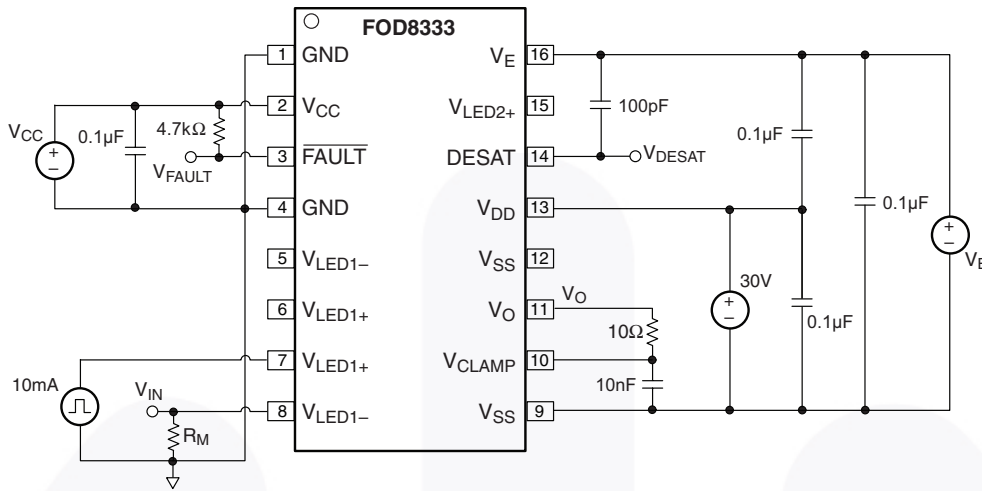 FOD8333
1 GND
2 VCC
3 FAULT
4 GND
5 VLED1–
6 VLED1+
7 VLED1+
8 VLED1–
VE 16
VLED2+ 15
DESAT 14
VDD 13
VSS 12
VO 11
VCLAMP 10
VSS 9
VCC
+
–
0.1µF
4.7kΩ
VFAULT
10mA
VIN
RM
100pF
VDESAT
0.1µF
0.1µF
+
–
30V
+
–
0.1µF
VO
10Ω
10nF